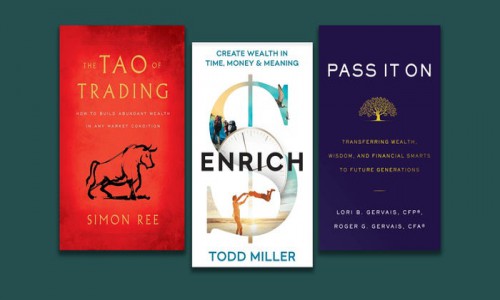 THE TAO OF
TRADING
HOW TO BUILD ABUNDANT WEALTH
IN ANY MARKET CONDITION
SIMON REE
CREATE WEALTH IN
TIME, MONEY & MEANING
ENRICH
TODD MILLER
PASS IT ON
TRANSFERRING WEALTH,
WISDOM, AND FINANCIAL SMARTS
TO FUTURE GENERATIONS
LORI B. GERVAIS, CFP®,
ROGER G. GERVAIS, CFA®